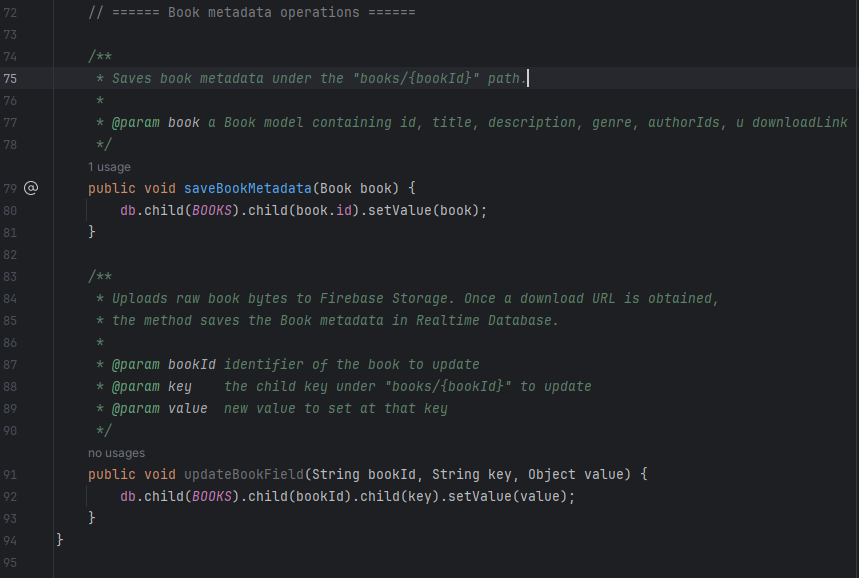 72 // ====== Book metadata operations ======
73
74 /**
75 * Saves book metadata under the "books/{bookId}" path.
76 *
77 * @param book a Book model containing id, title, description, genre, authorIds, u downloadLink
78 */
1 usage
79 @ public void saveBookMetadata(Book book) {
80 db.child(BOOKS).child(book.id).setValue(book);
81 }
82
83 /**
84 * Uploads raw book bytes to Firebase Storage. Once a download URL is obtained,
85 * the method saves the Book metadata in Realtime Database.
86 *
87 * @param bookId identifier of the book to update
88 * @param key the child key under "books/{bookId}" to update
89 * @param value new value to set at that key
90 */
no usages
91 public void updateBookField(String bookId, String key, Object value) {
92 db.child(BOOKS).child(bookId).child(key).setValue(value);
93 }
94 }
95